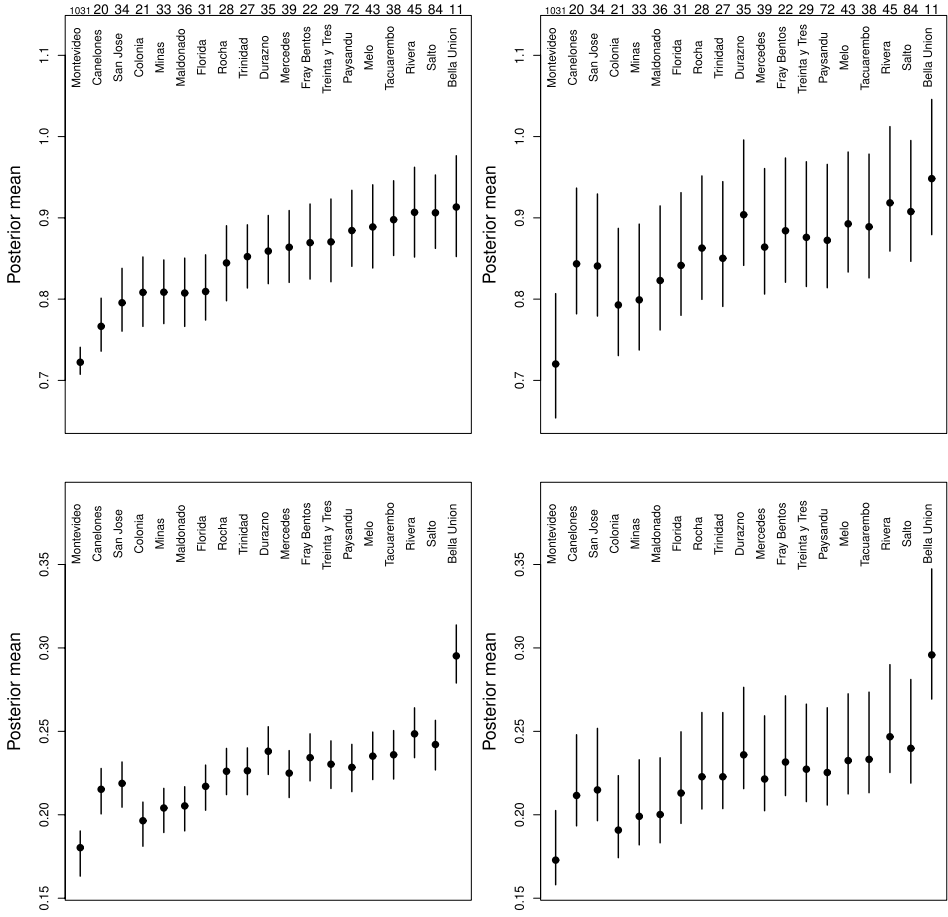 1031 20 34 21 33 36 31 28 27 35 39 22 29 72 43 38 45 84 11
Montevideo Canelones San Jose Colonia Minas Maldonado Florida Rocha Trinidad Durazno Mercedes Fray Bentos Treinta y Tres Paysandu Melo Tacuarembo Rivera Salto Bella Union
Posterior mean
0.7 0.8 0.9 1.0 1.1
1031 20 34 21 33 36 31 28 27 35 39 22 29 72 43 38 45 84 11
Montevideo Canelones San Jose Colonia Minas Maldonado Florida Rocha Trinidad Durazno Mercedes Fray Bentos Treinta y Tres Paysandu Melo Tacuarembo Rivera Salto Bella Union
Posterior mean
0.7 0.8 0.9 1.0 1.1
Montevideo Canelones San Jose Colonia Minas Maldonado Florida Rocha Trinidad Durazno Mercedes Fray Bentos Treinta y Tres Paysandu Melo Tacuarembo Rivera Salto Bella Union
Posterior mean
0.15 0.20 0.25 0.30 0.35
Montevideo Canelones San Jose Colonia Minas Maldonado Florida Rocha Trinidad Durazno Mercedes Fray Bentos Treinta y Tres Paysandu Melo Tacuarembo Rivera Salto Bella Union
Posterior mean
0.15 0.20 0.25 0.30 0.35